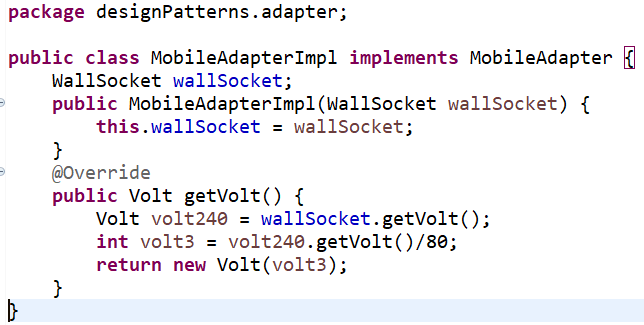 package designPatterns.adapter;
public class MobileAdapterImpl implements MobileAdapter {
WallSocket wallSocket;
public MobileAdapterImpl(WallSocket wallSocket) {
this.wallSocket = wallSocket;
}
@Override
public Volt getVolt() {
Volt volt240 = wallSocket.getVolt();
int volt3 = volt240.getVolt()/80;
return new Volt(volt3);
}
}